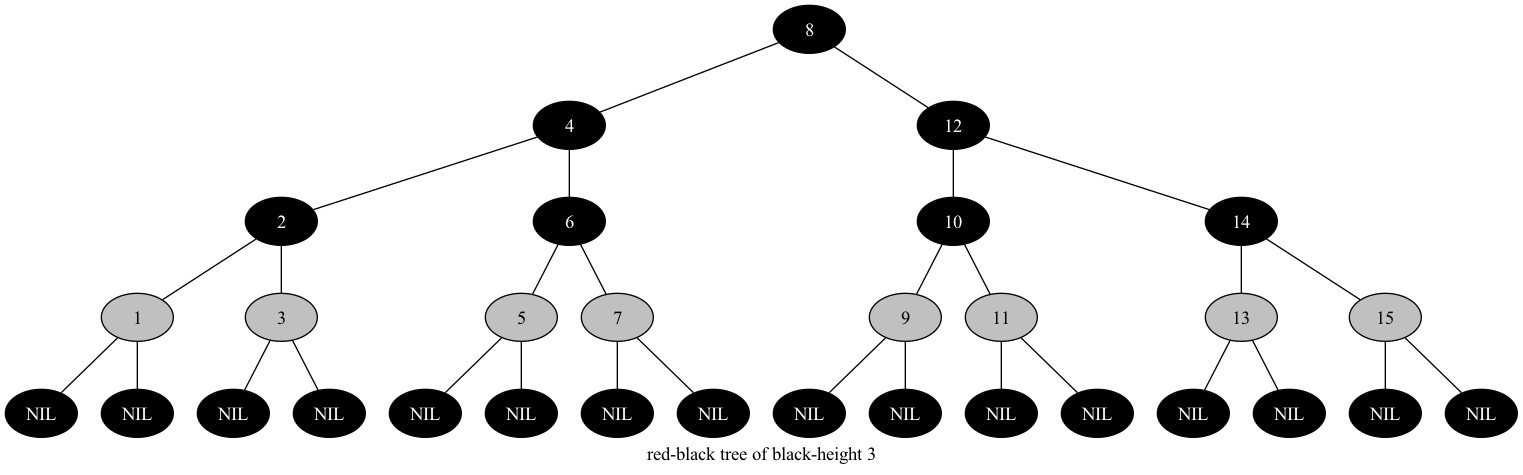 8
4 12
2 6 10 14
1 3 5 7 9 11 13 15
NIL NIL NIL NIL NIL NIL NIL NIL NIL NIL NIL NIL NIL NIL NIL NIL
red-black tree of black-height 3